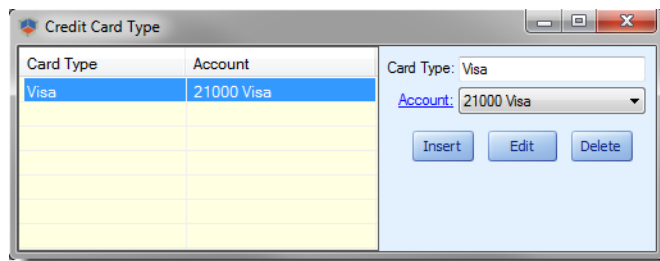 Credit Card Type
Card Type Account
Visa 21000 Visa
Card Type: Visa
Account: 21000 Visa
Insert Edit Delete